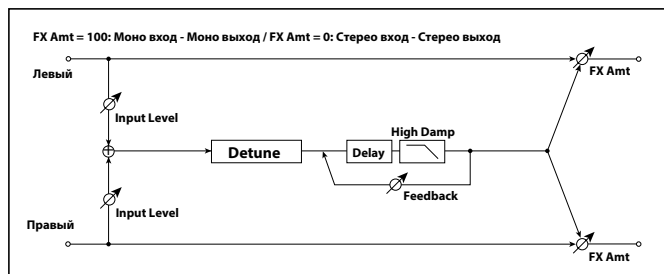 FX Amt = 100: Моно вход - Моно выход / FX Amt = 0: Стерео вход - Стерео выход
Левый
FX Amt
Input Level
High Damp
Detune
Delay
Feedback
Input Level
Правый
FX Amt